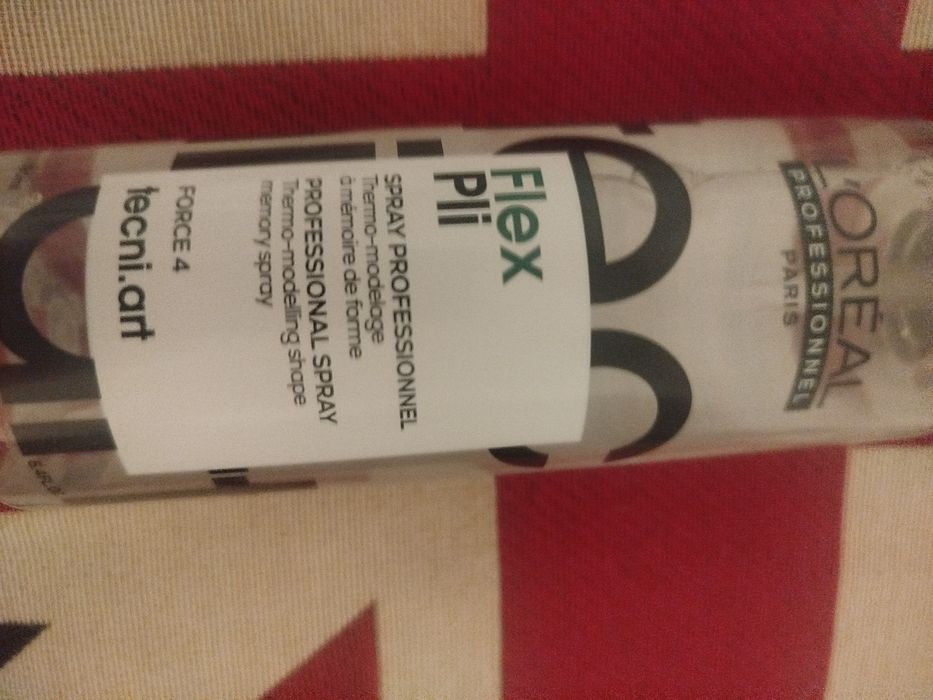 L'ORÉAL
PROFESSIONNEL
PARIS
Flex
Pli
SPRAY PROFESSIONNEL
Thermo-modelage
à mémoire de forme
PROFESSIONAL SPRAY
Thermo-modelling shape
memory spray
FORCE 4
tecni.art